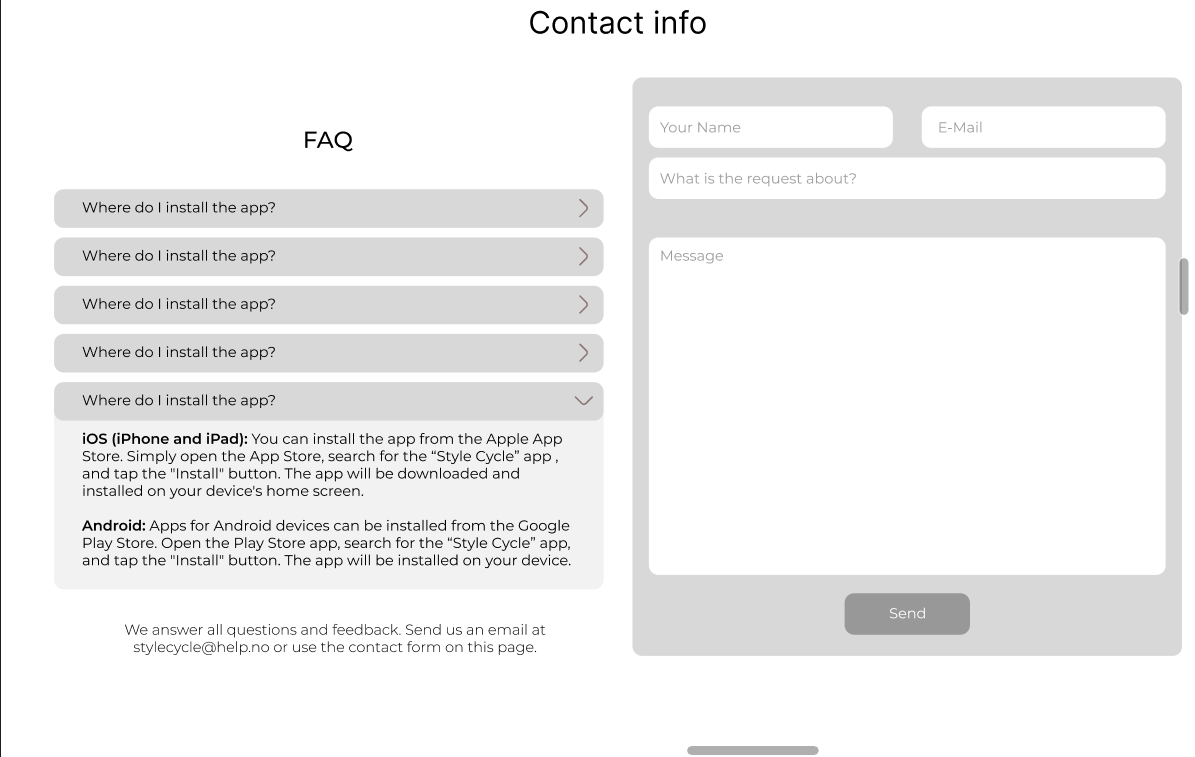 Contact info
FAQ
Where do I install the app?
Where do I install the app?
Where do I install the app?
Where do I install the app?
Where do I install the app?
iOS (iPhone and iPad): You can install the app from the Apple App
Store. Simply open the App Store, search for the “Style Cycle” app ,
and tap the "Install" button. The app will be downloaded and
installed on your device's home screen.
Android: Apps for Android devices can be installed from the Google
Play Store. Open the Play Store app, search for the “Style Cycle” app,
and tap the "Install" button. The app will be installed on your device.
We answer all questions and feedback. Send us an email at
stylecycle@help.no or use the contact form on this page.
Your Name
E-Mail
What is the request about?
Message
Send